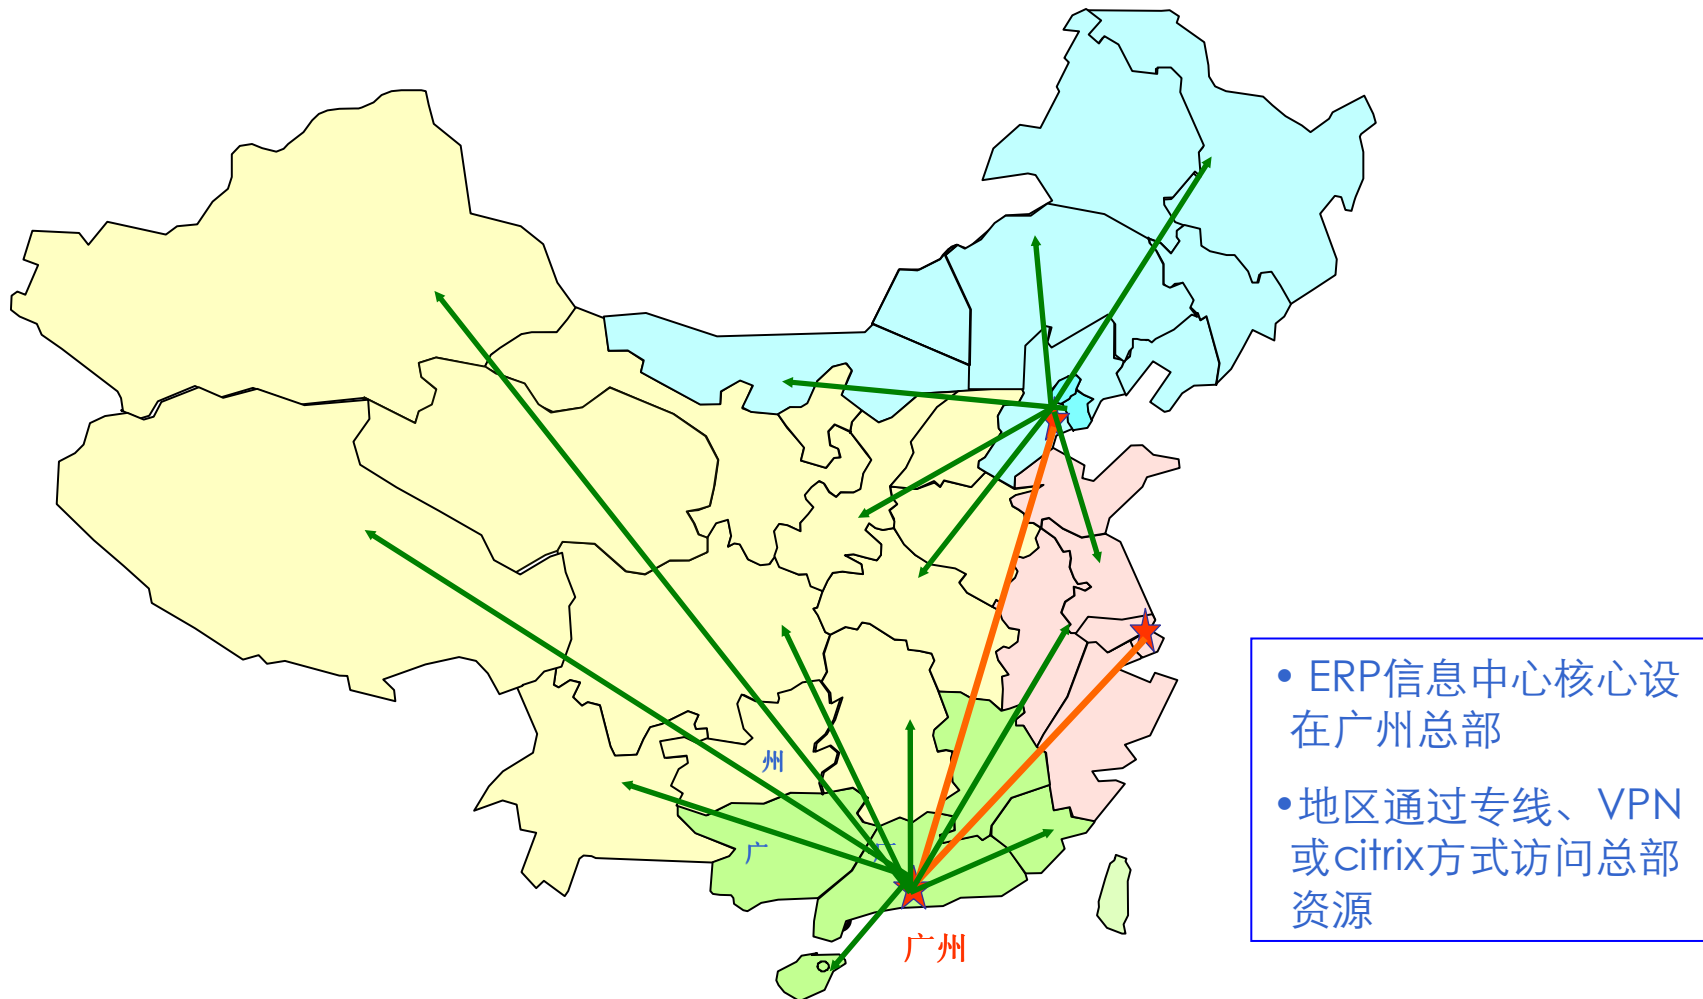 州
广
广
广州
• ERP信息中心核心设
在广州总部
•地区通过专线、VPN
或citrix方式访问总部
资源